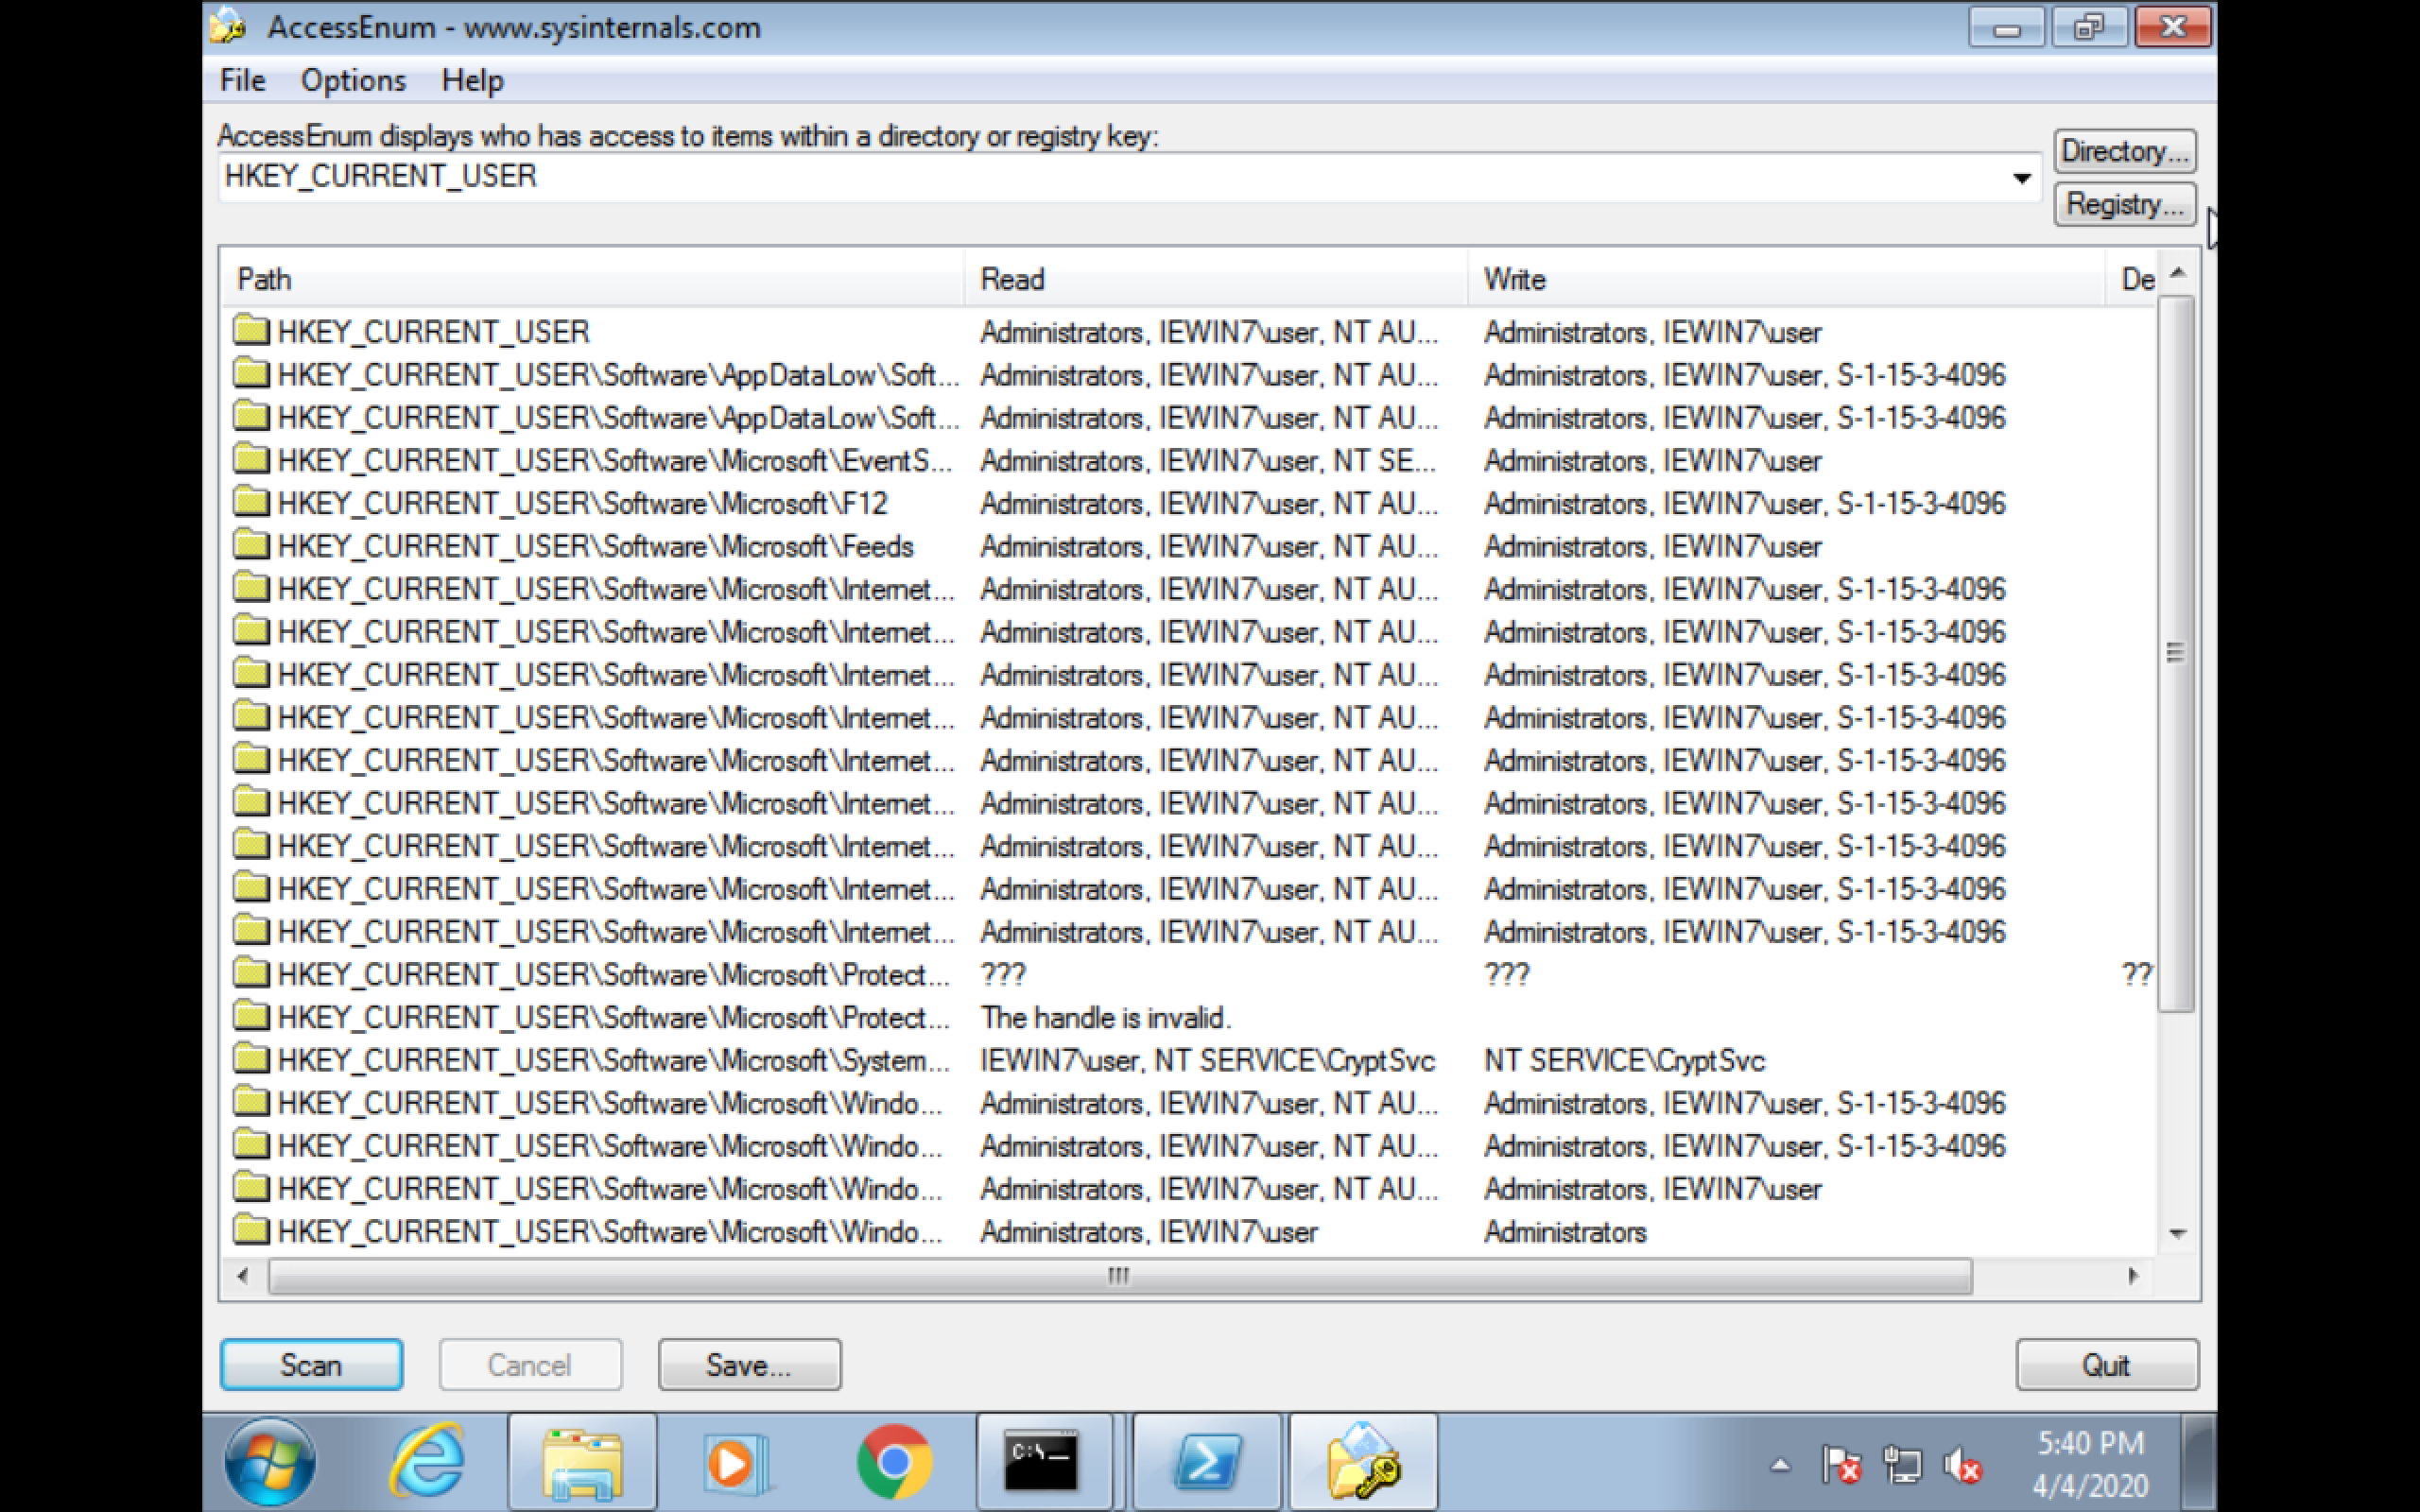 AccessEnum - www.sysinternals.com
File Options Help
AccessEnum displays who has access to items within a directory or registry key:
Directory...
HKEY_CURRENT_USER
Registry...
Path Read Write De
HKEY_CURRENT_USER Administrators, IEWIN7\user, NT AU... Administrators, IEWIN7\user
HKEY_CURRENT_USER\Software\AppDataLow\Soft... Administrators, IEWIN7\user, NT AU... Administrators, IEWIN7\user, S-1-15-3-4096
HKEY_CURRENT_USER\Software\AppDataLow\Soft... Administrators, IEWIN7\user, NT AU... Administrators, IEWIN7\user, S-1-15-3-4096
HKEY_CURRENT_USER\Software\Microsoft\EventS... Administrators, IEWIN7\user, NT SE... Administrators, IEWIN7\user
HKEY_CURRENT_USER\Software\Microsoft\F12 Administrators, IEWIN7\user, NT AU... Administrators, IEWIN7\user, S-1-15-3-4096
HKEY_CURRENT_USER\Software\Microsoft\Feeds Administrators, IEWIN7\user, NT AU... Administrators, IEWIN7\user
HKEY_CURRENT_USER\Software\Microsoft\Internet... Administrators, IEWIN7\user, NT AU... Administrators, IEWIN7\user, S-1-15-3-4096
HKEY_CURRENT_USER\Software\Microsoft\Internet... Administrators, IEWIN7\user, NT AU... Administrators, IEWIN7\user, S-1-15-3-4096
HKEY_CURRENT_USER\Software\Microsoft\Internet... Administrators, IEWIN7\user, NT AU... Administrators, IEWIN7\user, S-1-15-3-4096
HKEY_CURRENT_USER\Software\Microsoft\Internet... Administrators, IEWIN7\user, NT AU... Administrators, IEWIN7\user, S-1-15-3-4096
HKEY_CURRENT_USER\Software\Microsoft\Internet... Administrators, IEWIN7\user, NT AU... Administrators, IEWIN7\user, S-1-15-3-4096
HKEY_CURRENT_USER\Software\Microsoft\Internet... Administrators, IEWIN7\user, NT AU... Administrators, IEWIN7\user, S-1-15-3-4096
HKEY_CURRENT_USER\Software\Microsoft\Internet... Administrators, IEWIN7\user, NT AU... Administrators, IEWIN7\user, S-1-15-3-4096
HKEY_CURRENT_USER\Software\Microsoft\Internet... Administrators, IEWIN7\user, NT AU... Administrators, IEWIN7\user, S-1-15-3-4096
HKEY_CURRENT_USER\Software\Microsoft\Internet... Administrators, IEWIN7\user, NT AU... Administrators, IEWIN7\user, S-1-15-3-4096
HKEY_CURRENT_USER\Software\Microsoft\Protect... ??? ??? ??
HKEY_CURRENT_USER\Software\Microsoft\Protect... The handle is invalid.
HKEY_CURRENT_USER\Software\Microsoft\System... IEWIN7\user, NT SERVICE\CryptSvc NT SERVICE\CryptSvc
HKEY_CURRENT_USER\Software\Microsoft\Windo... Administrators, IEWIN7\user, NT AU... Administrators, IEWIN7\user, S-1-15-3-4096
HKEY_CURRENT_USER\Software\Microsoft\Windo... Administrators, IEWIN7\user, NT AU... Administrators, IEWIN7\user, S-1-15-3-4096
HKEY_CURRENT_USER\Software\Microsoft\Windo... Administrators, IEWIN7\user, NT AU... Administrators, IEWIN7\user
HKEY_CURRENT_USER\Software\Microsoft\Windo... Administrators, IEWIN7\user Administrators
Scan Cancel Save... Quit
C:\_
5:40 PM
4/4/2020